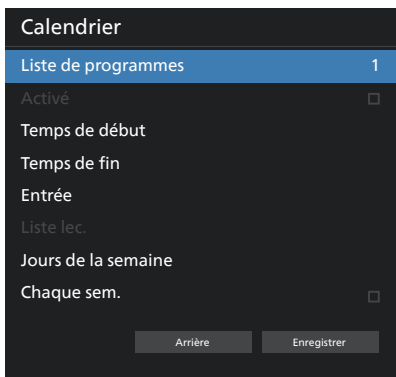 Calendrier
Liste de programmes 1
Activé
Temps de début
Temps de fin
Entrée
Liste lec.
Jours de la semaine
Chaque sem.
Arrière Enregistrer